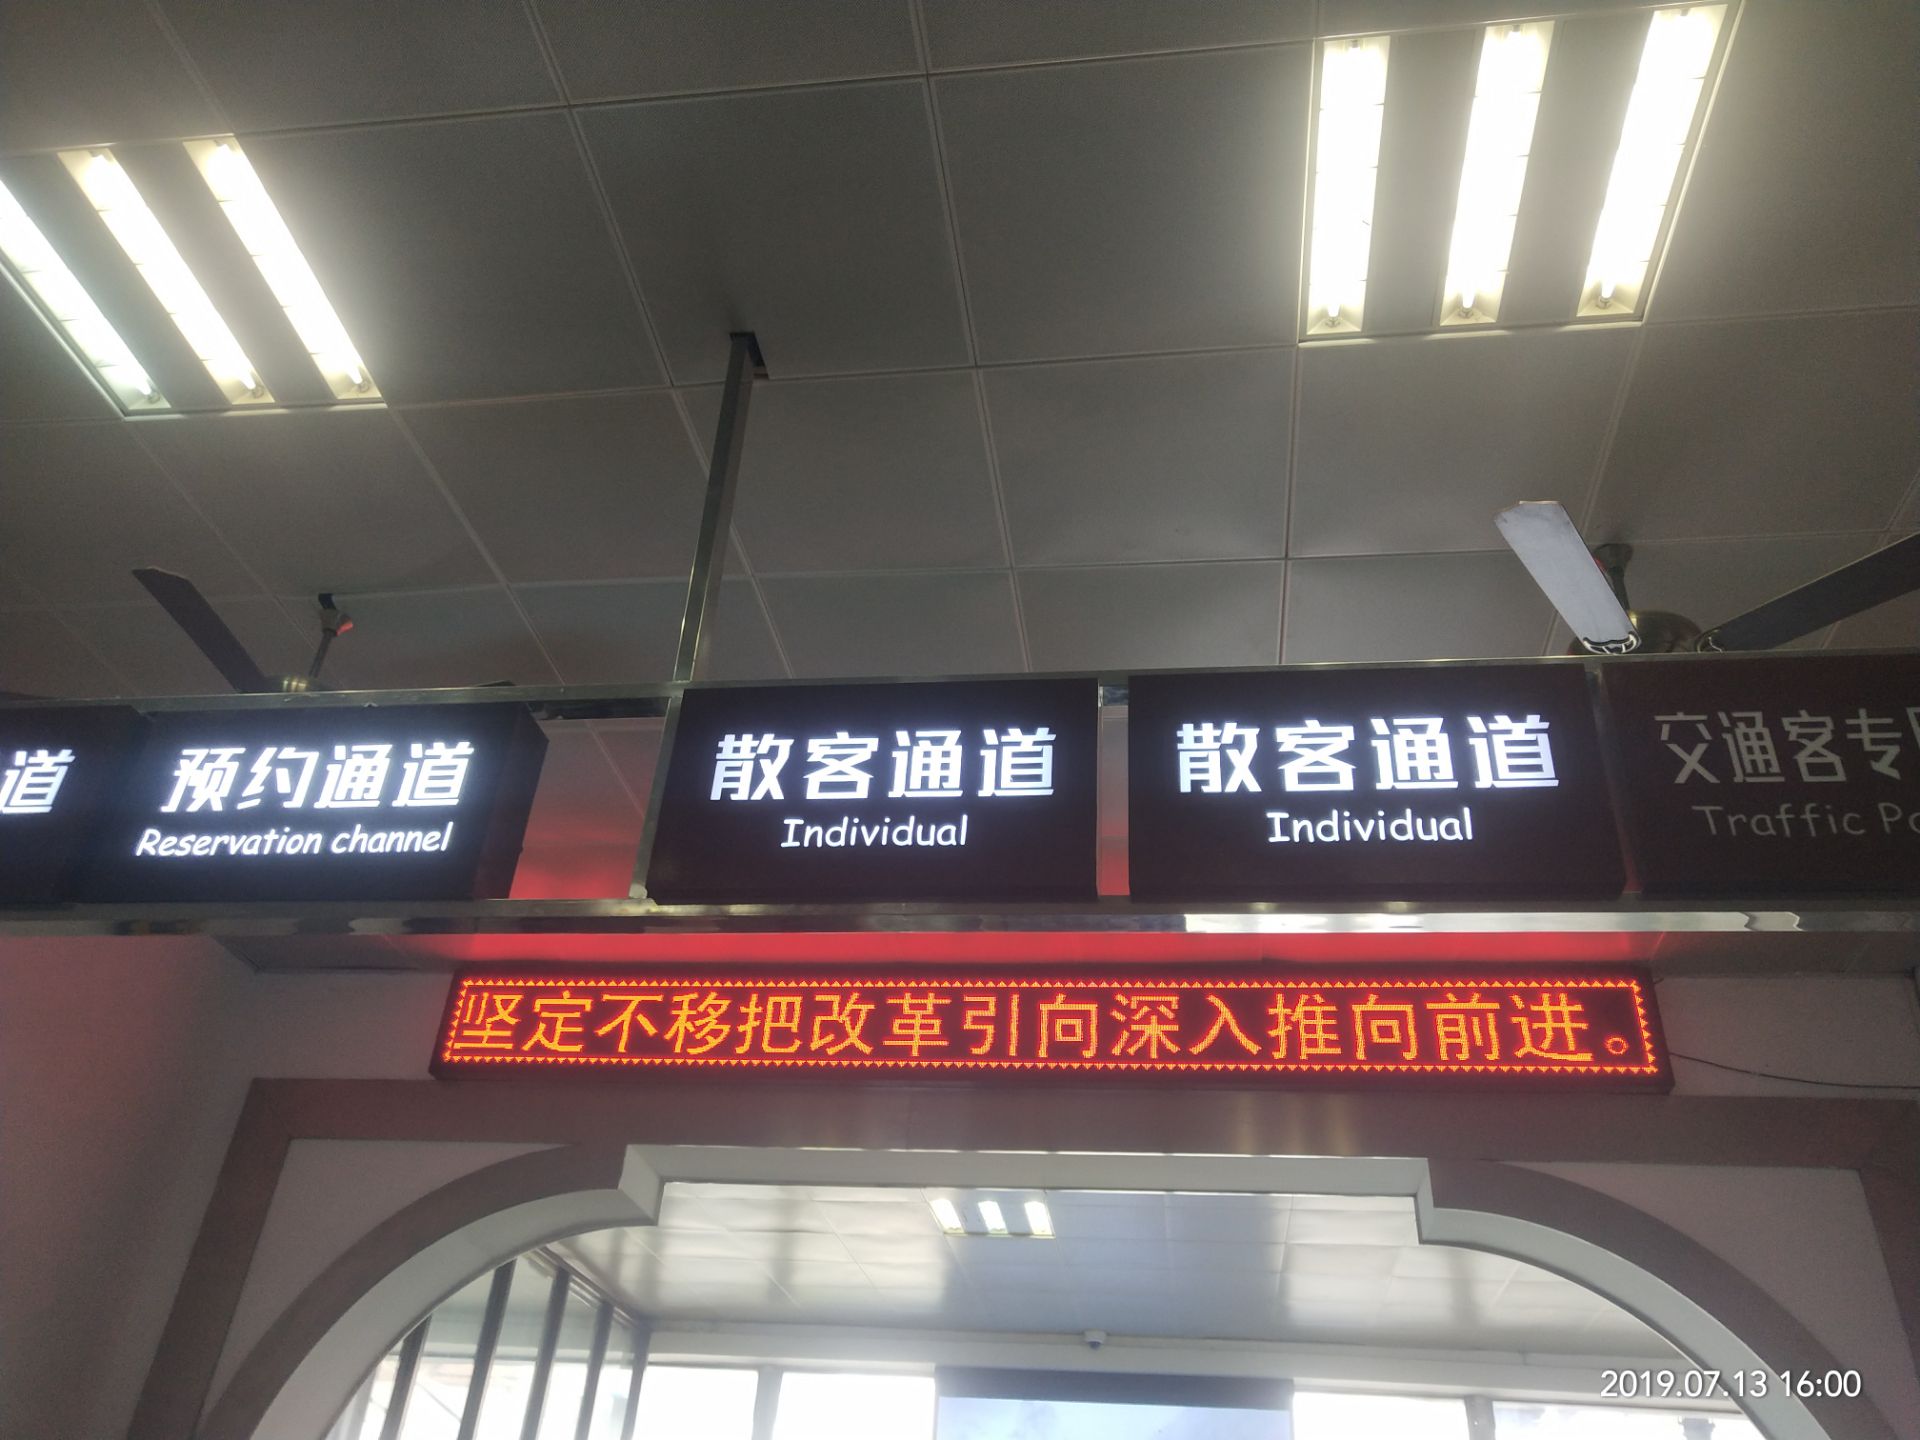 道
预约通道
Reservation channel
散客通道
Individual
散客通道
Individual
交通客专
Traffic
坚定不移把改革引向深入推向前进。
2019.07.13 16:00